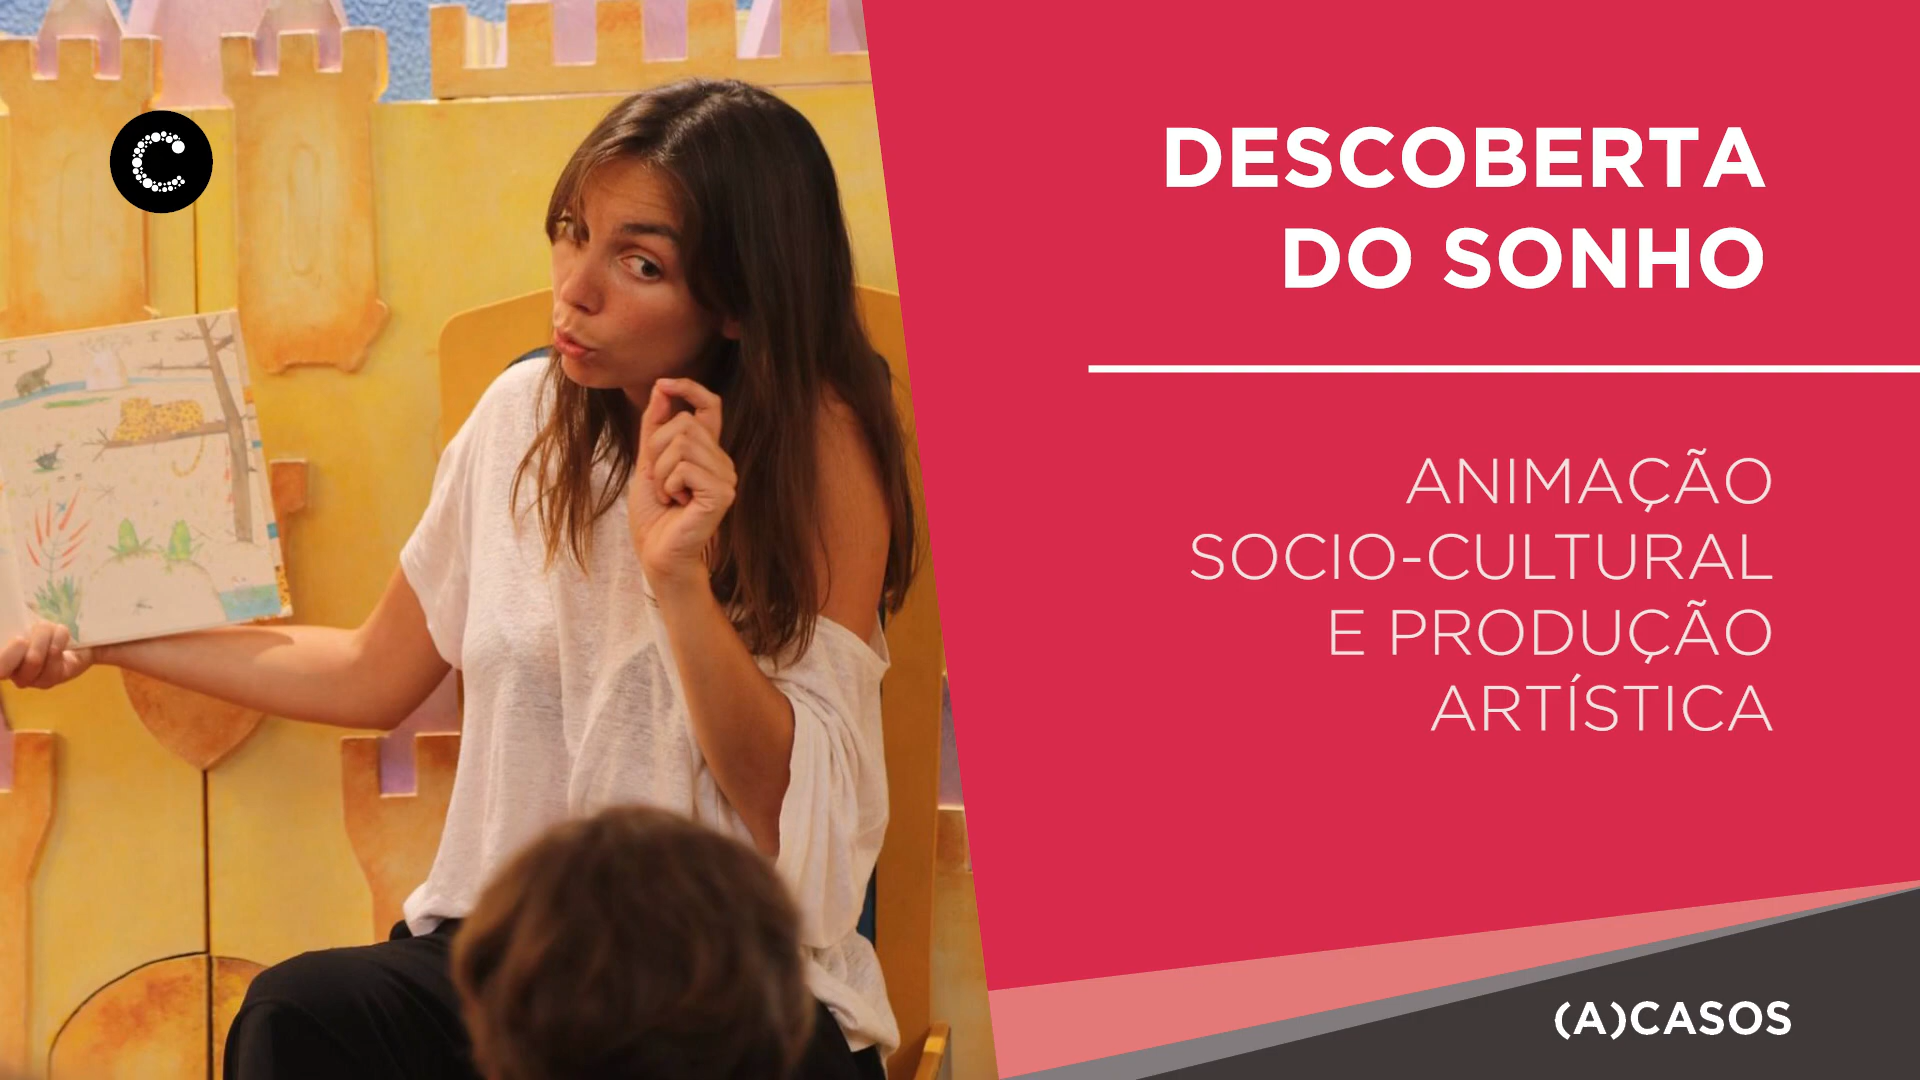 DESCOBERTA
DO SONHO
ANIMAÇÃO
SOCIO-CULTURAL
E PRODUÇÃO
ARTÍSTICA
(A)CASOS